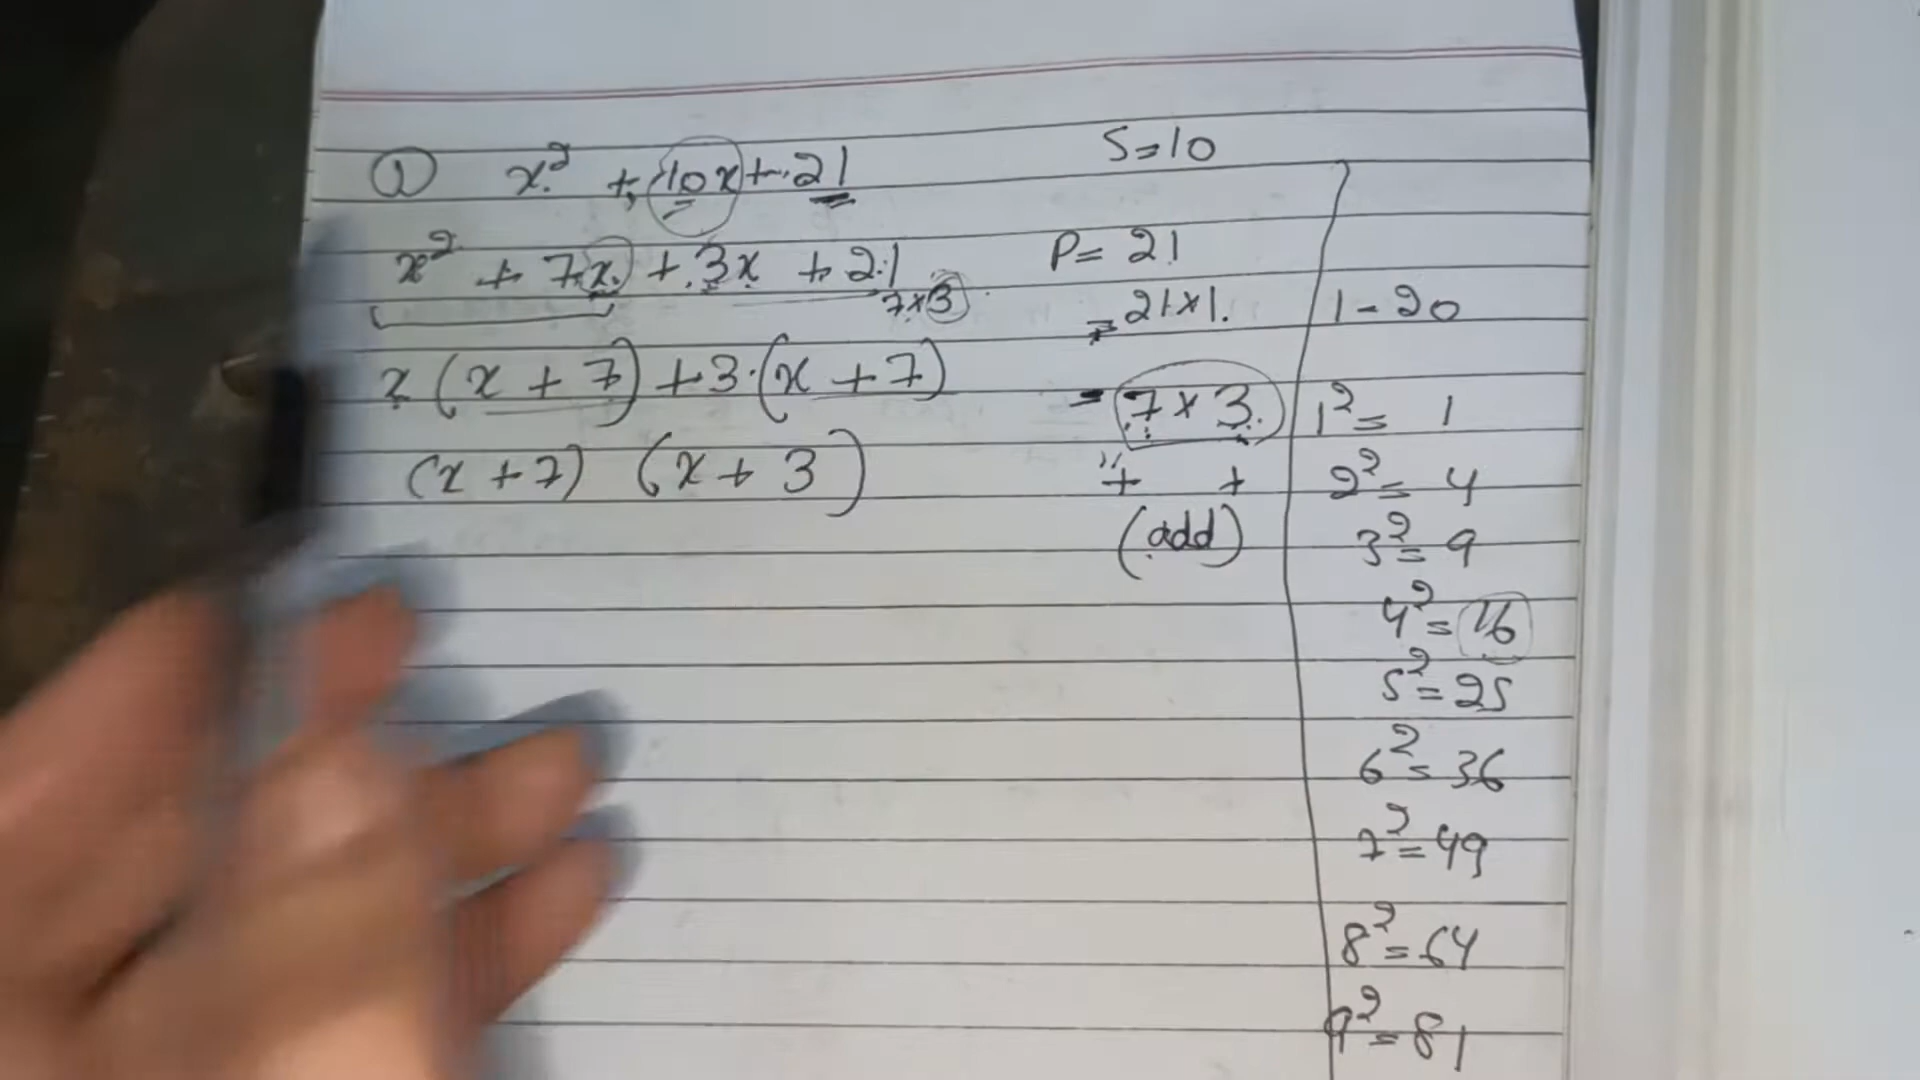 ① x² + 10x + 21
x² + 7x + 3x + 21
7×3
x (x + 7) + 3 (x + 7)
(x + 7) (x + 3)
S=10
P= 21
= 21×1
- 7 × 3
+ +
(add)
1 - 20
1² = 1
2² = 4
3² = 9
4² = 16
5² = 25
6² = 36
7² = 49
8² = 64
9² = 81